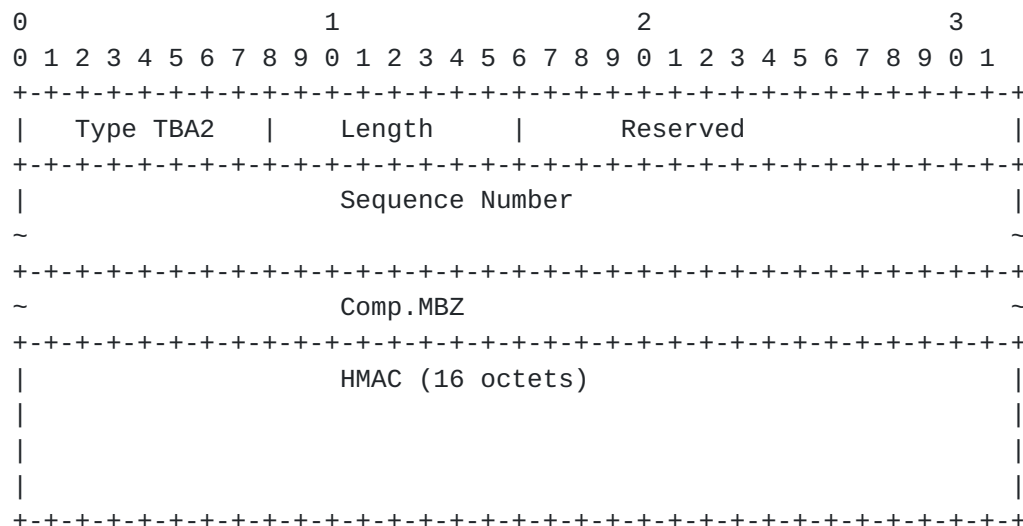 0                   1                   2                   3
0 1 2 3 4 5 6 7 8 9 0 1 2 3 4 5 6 7 8 9 0 1 2 3 4 5 6 7 8 9 0 1
+-+-+-+-+-+-+-+-+-+-+-+-+-+-+-+-+-+-+-+-+-+-+-+-+-+-+-+-+-+-+-+-+
|   Type TBA2   |    Length     |      Reserved                 |
+-+-+-+-+-+-+-+-+-+-+-+-+-+-+-+-+-+-+-+-+-+-+-+-+-+-+-+-+-+-+-+-+
|                    Sequence Number                            |
~                                                               ~
+-+-+-+-+-+-+-+-+-+-+-+-+-+-+-+-+-+-+-+-+-+-+-+-+-+-+-+-+-+-+-+-+
~                    Comp.MBZ                                   ~
+-+-+-+-+-+-+-+-+-+-+-+-+-+-+-+-+-+-+-+-+-+-+-+-+-+-+-+-+-+-+-+-+
|                    HMAC (16 octets)                           |
|                                                               |
|                                                               |
|                                                               |
+-+-+-+-+-+-+-+-+-+-+-+-+-+-+-+-+-+-+-+-+-+-+-+-+-+-+-+-+-+-+-+-+